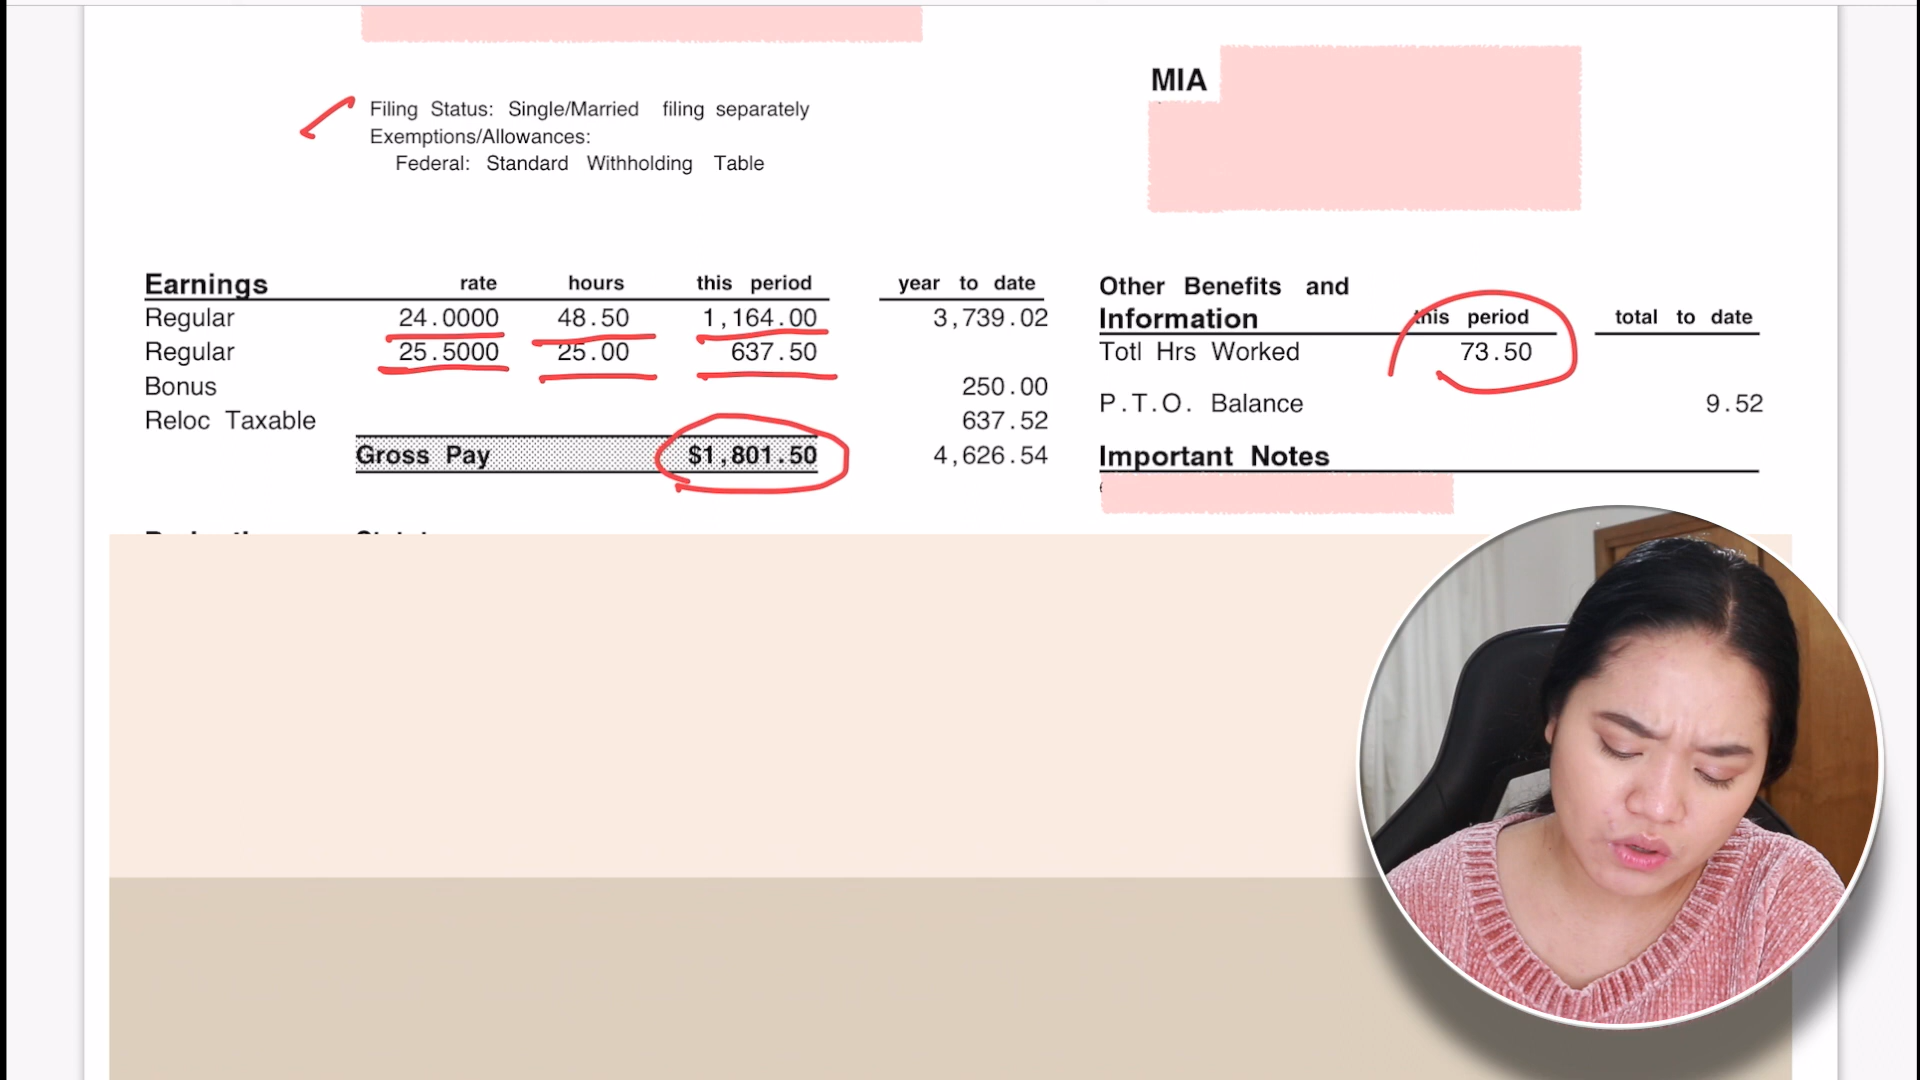 MIA
Filing Status: Single/Married filing separately
Exemptions/Allowances:
Federal: Standard Withholding Table
Earnings rate hours this period year to date
Regular 24.0000 48.50 1,164.00 3,739.02
Regular 25.5000 25.00 637.50
Bonus 250.00
Reloc Taxable 637.52
Gross Pay $1,801.50 4,626.54
Other Benefits and
Information this period total to date
Totl Hrs Worked 73.50
P.T.O. Balance 9.52
Important Notes